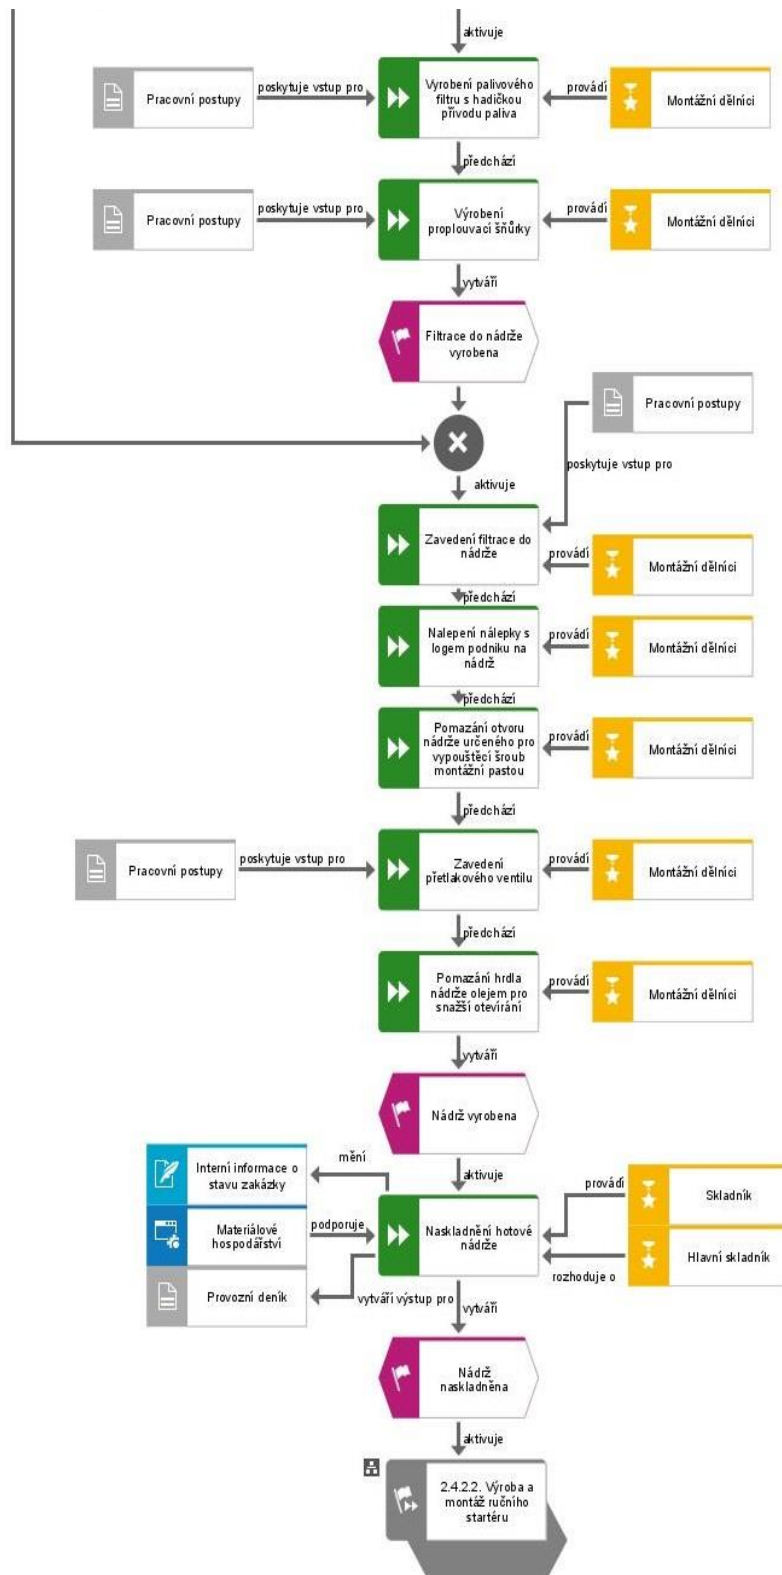 aktivuje
Pracovní postupy
poskytuje vstup pro
Vyrobení palivového
filtru s hadičkou
přívodu paliva
provádí
Montážní dělníci
předchází
Pracovní postupy
poskytuje vstup pro
Výrobení
proplouvací šňůrky
provádí
Montážní dělníci
vytváří
Filtrace do nádrže
vyrobena
Pracovní postupy
poskytuje vstup pro
aktivuje
Zavedení filtrace do
nádrže
provádí
Montážní dělníci
předchází
Nalepení nálepky s
logem podniku na
nádrž
provádí
Montážní dělníci
předchází
Pomazání otvoru
nádrže určeného pro
vypouštěcí šroub
montážní pastou
provádí
Montážní dělníci
předchází
Pracovní postupy
poskytuje vstup pro
Zavedení
přetlakového ventilu
provádí
Montážní dělníci
předchází
Pomazání hrdla
nádrže olejem pro
snažší otevírání
provádí
Montážní dělníci
vytváří
Nádrž vyrobena
aktivuje
Interní informace o
stavu zakázky
mění
Materiálové
hospodářství
podporuje
Provozní deník
vytváří výstup pro
Naskladnění hotové
nádrže
provádí
Skladník
rozhoduje o
Hlavní skladník
vytváří
Nádrž
naskladněna
aktivuje
2.4.2.2. Výroba a
montáž ručního
startéru